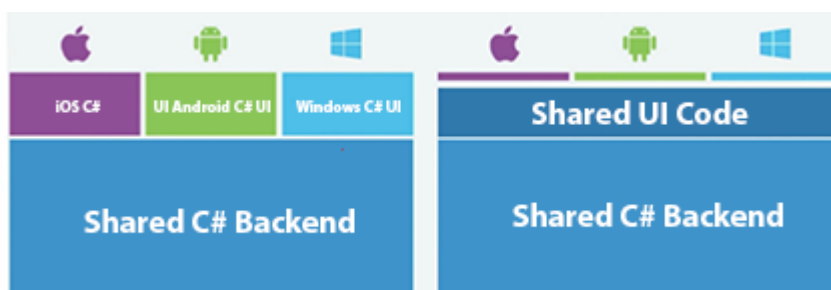 iOS C#
UI Android C# UI
Windows C# UI
Shared C# Backend
Shared UI Code
Shared C# Backend